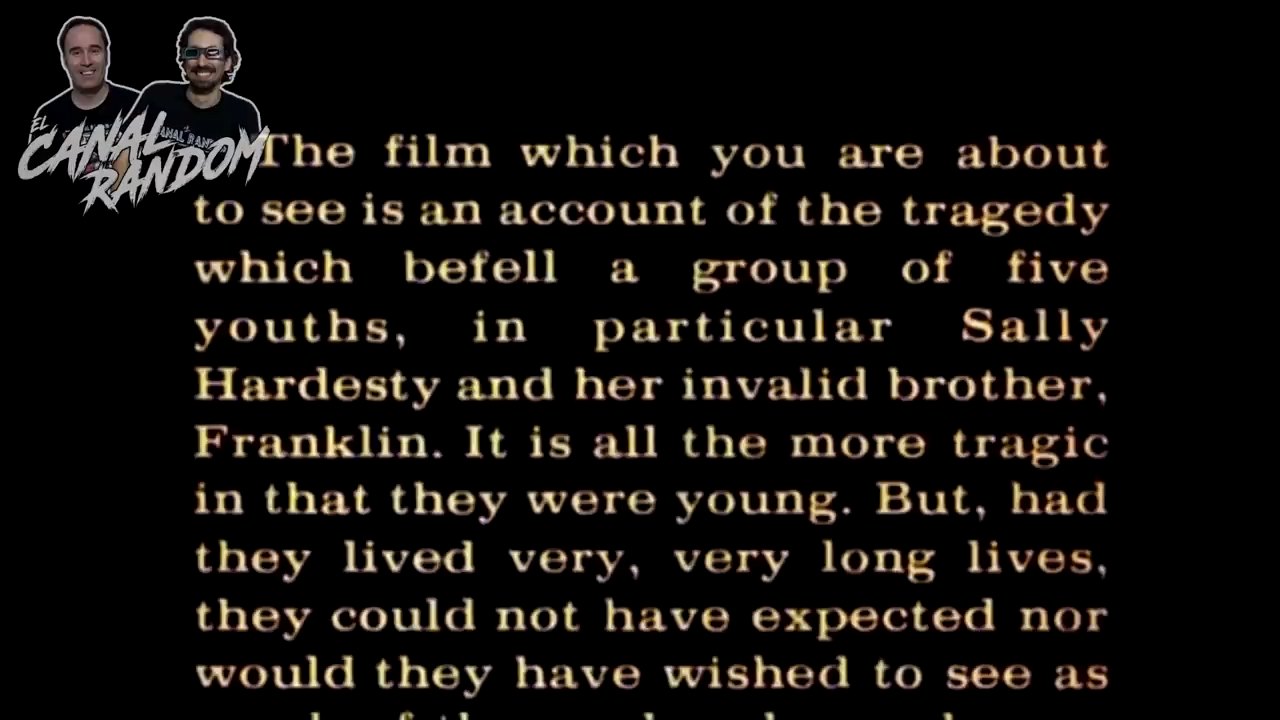 EL
CANAL
RANDOM
The film which you are about
to see is an account of the tragedy
which befell a group of five
youths, in particular Sally
Hardesty and her invalid brother,
Franklin. It is all the more tragic
in that they were young. But, had
they lived very, very long lives,
they could not have expected nor
would they have wished to see as